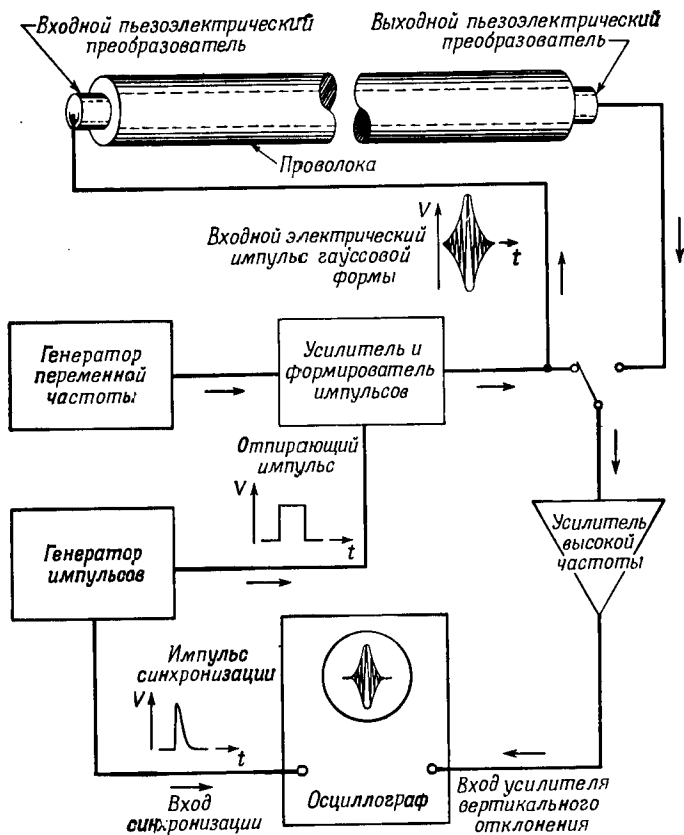 Входной пьезоэлектрический
преобразователь
Выходной пьезоэлектрический
преобразователь
Проволока
Входной электрический
импульс гауссовой
формы
V
t
Генератор
переменной
частоты
Усилитель и
формирователь
импульсов
Отпирающий
импульс
V
t
Усилитель
высокой
частоты
Генератор
импульсов
Импульс
синхронизации
V
t
Вход
синхронизации
Осциллограф
Вход усилителя
вертикального
отклонения